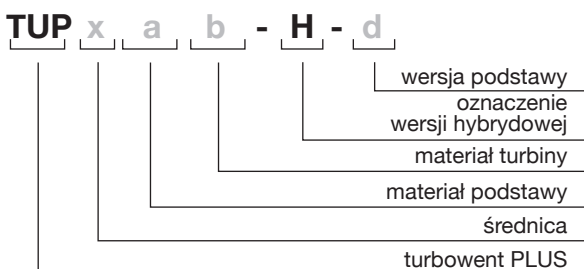 TUP x a b - H - d
wersja podstawy
oznaczenie
wersji hybrydowej
materiał turbiny
materiał podstawy
średnica
turbowent PLUS